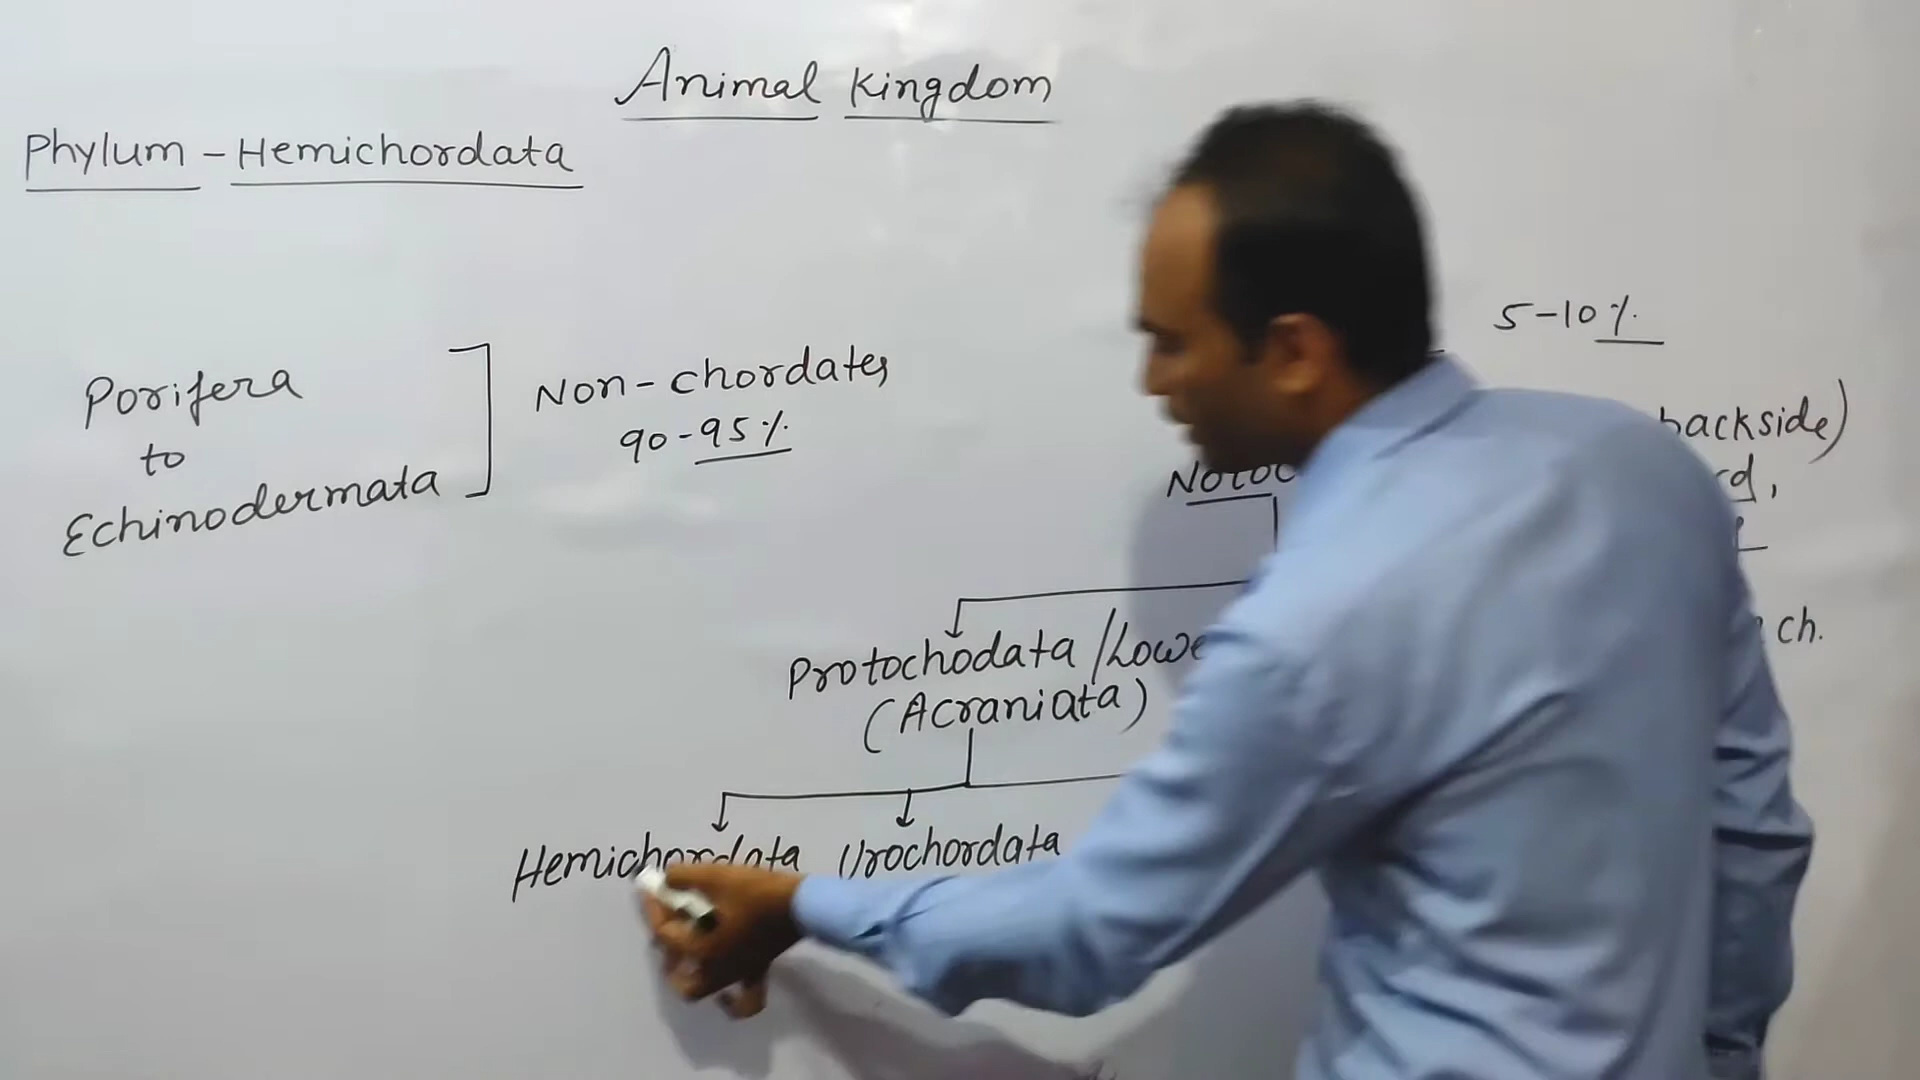 Animal Kingdom
Phylum - Hemichordata
5-10%
Porifera
to
Echinodermata
Non-chordates
90-95%
backside)
Protochodata /Lowe
(Acraniata)
ch.
Hemichordata Urochordata